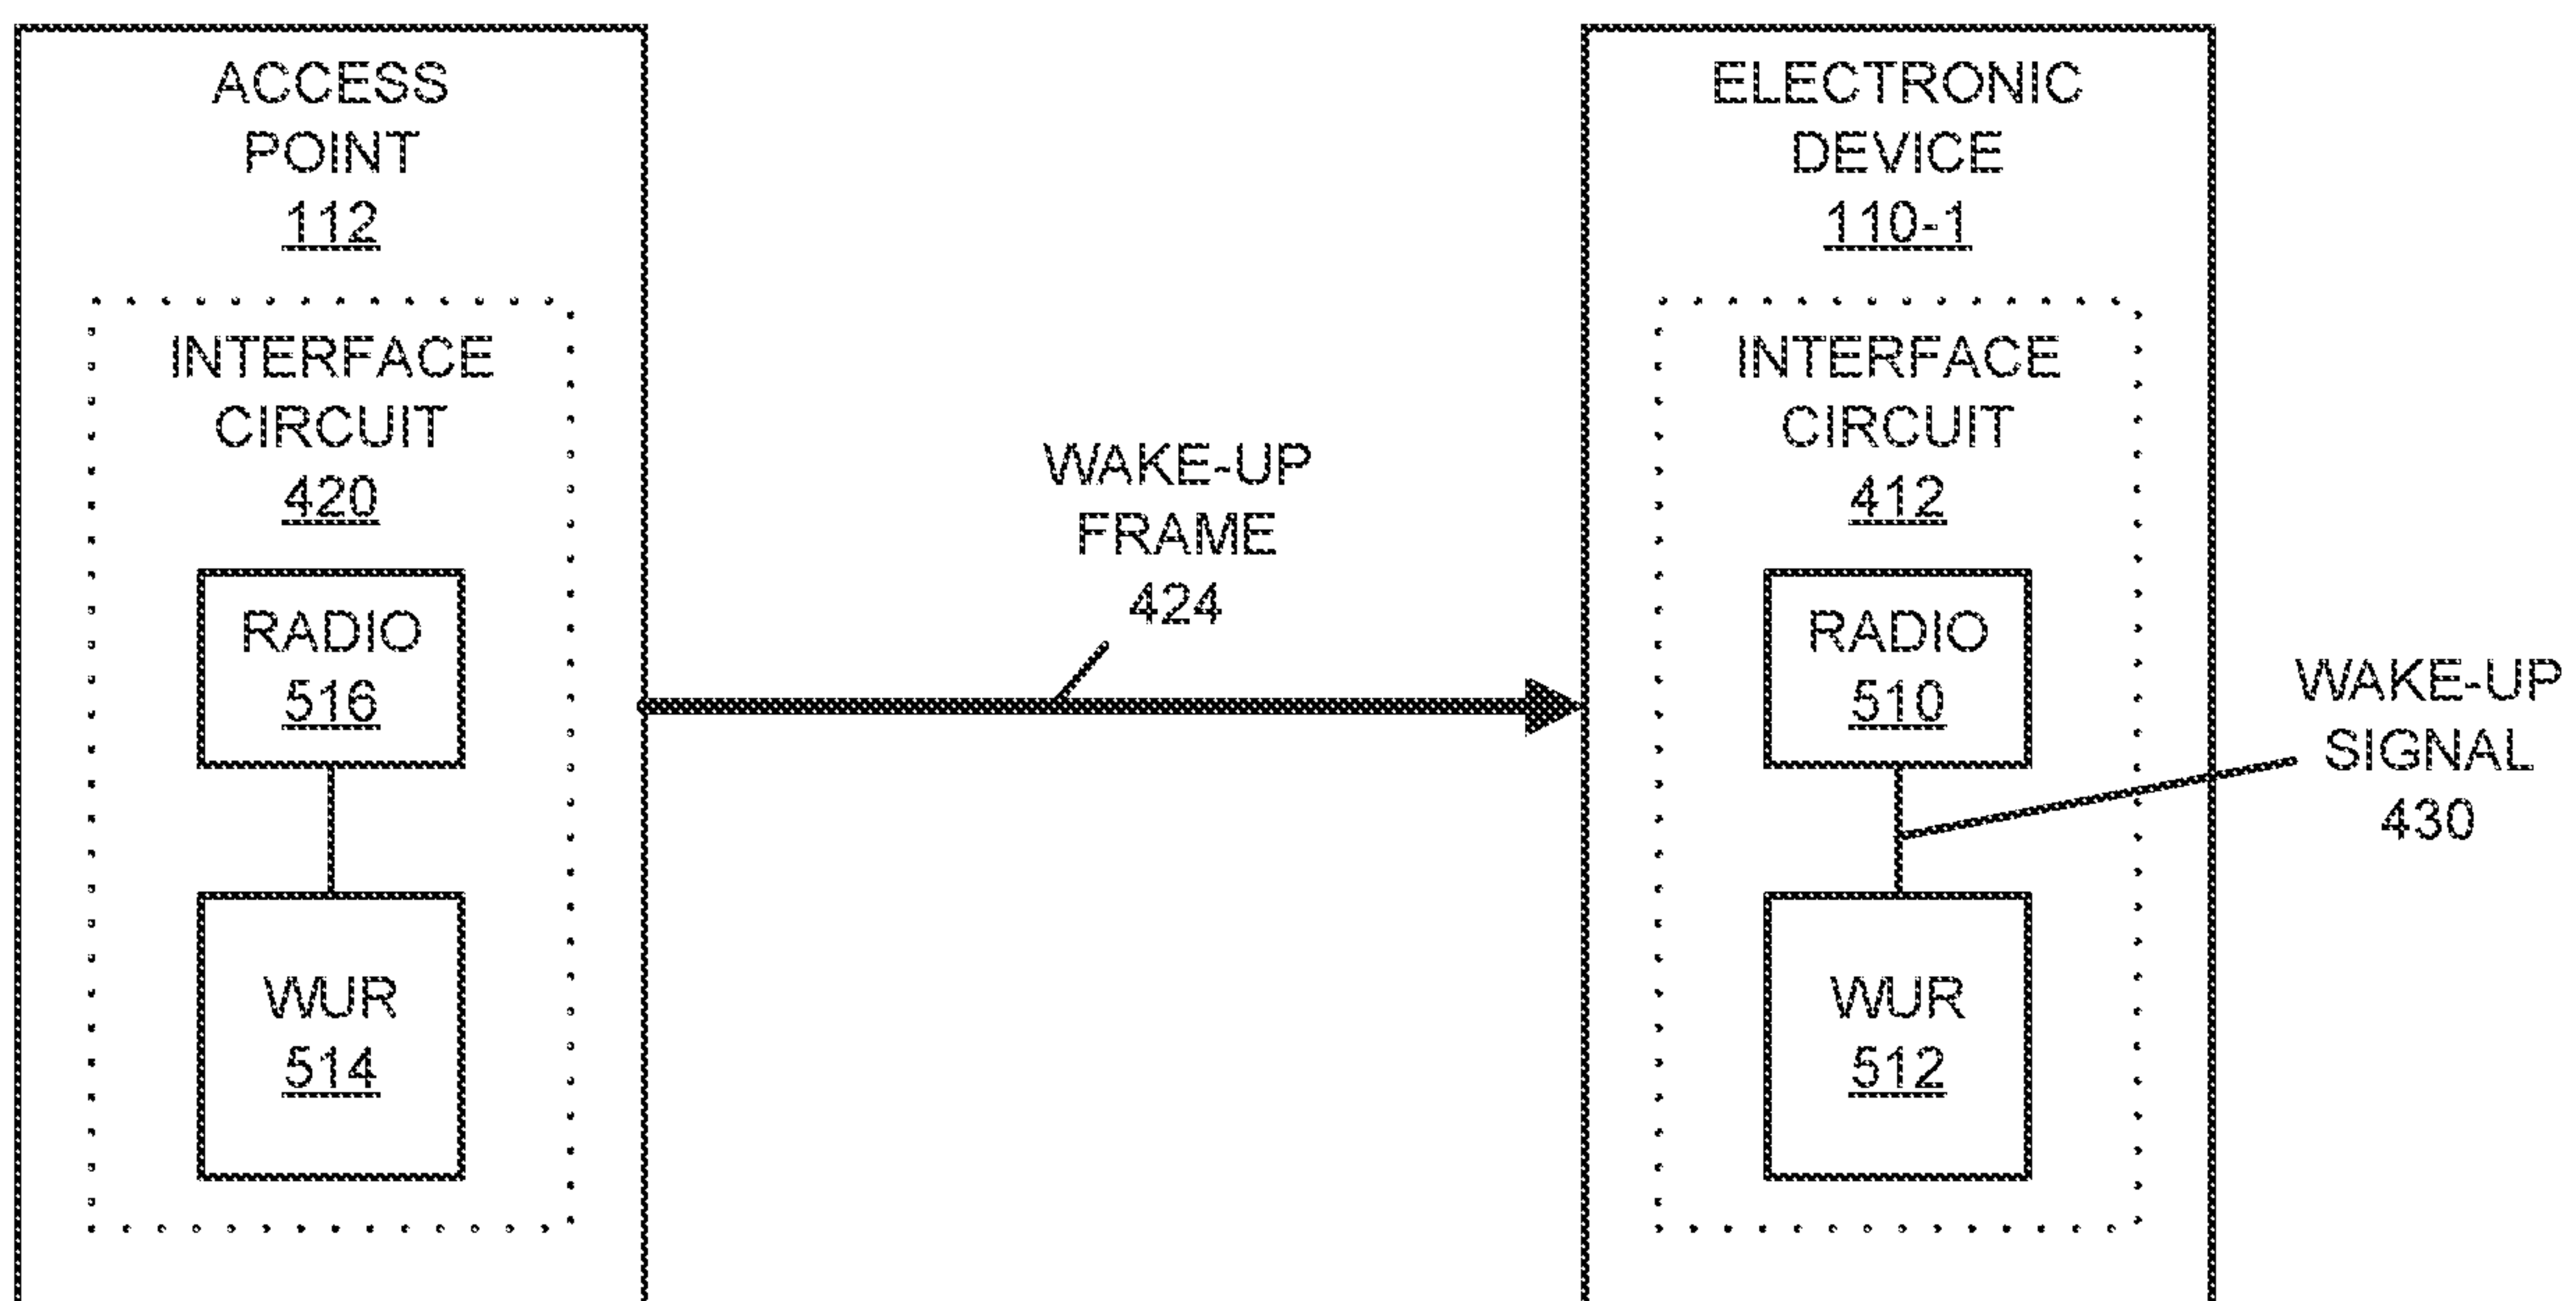 ACCESS
POINT
112
INTERFACE
CIRCUIT
420
RADIO
516
WUR
514
WAKE-UP
FRAME
424
ELECTRONIC
DEVICE
110-1
INTERFACE
CIRCUIT
412
RADIO
510
WUR
512
WAKE-UP
SIGNAL
430